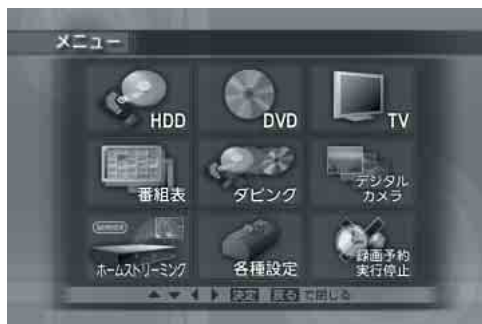 メニュー
HDD
DVD
TV
番組表
ダビング
デジタル
カメラ
ホームストリーミング
各種設定
録画予約
実行停止
▲ ▼ ◀ ▶ 決定 戻る で閉じる